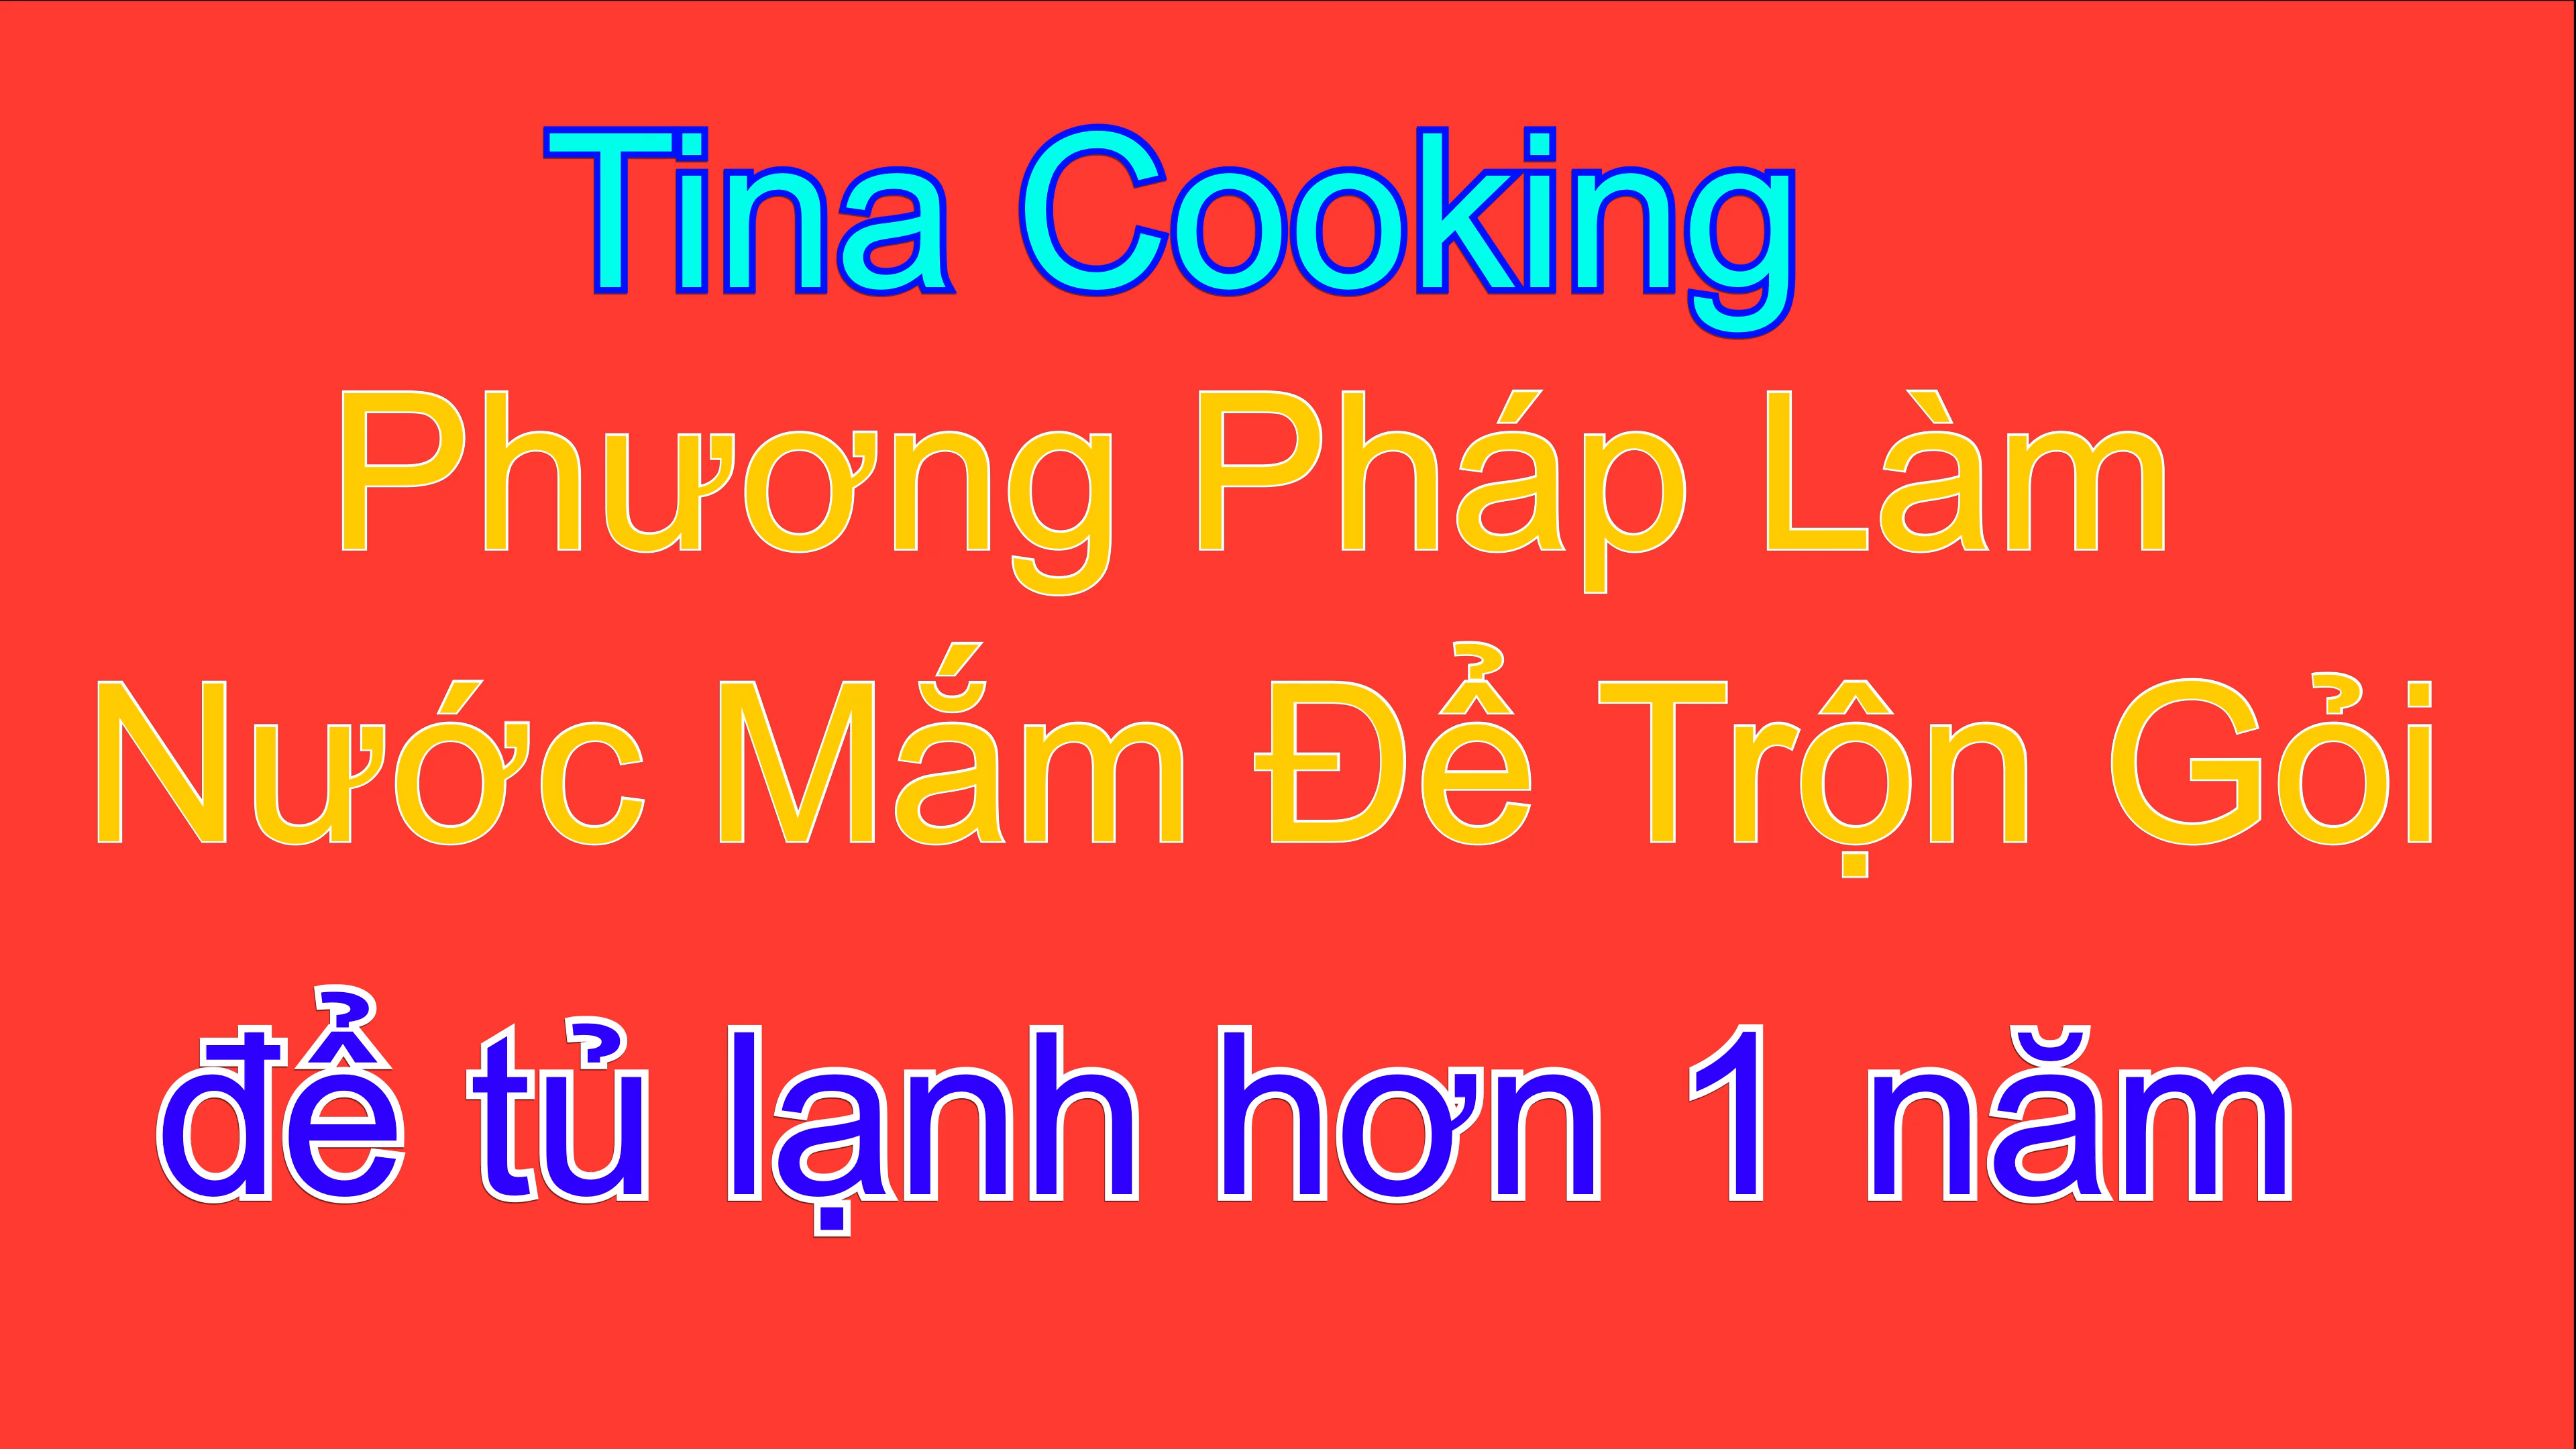 Tina Cooking
Phương Pháp Làm
Nước Mắm Để Trộn Gỏi
để tủ lạnh hơn 1 năm